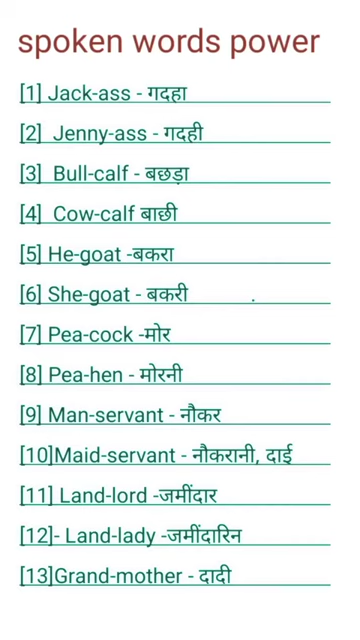 spoken words power
[1] Jack-ass - गदहा
[2] Jenny-ass - गदही
[3] Bull-calf - बछड़ा
[4] Cow-calf बाछी
[5] He-goat -बकरा
[6] She-goat - बकरी .
[7] Pea-cock -मोर
[8] Pea-hen - मोरनी
[9] Man-servant - नौकर
[10]Maid-servant - नौकरानी, दाई
[11] Land-lord -जमींदार
[12]- Land-lady -जमींदारिन
[13]Grand-mother - दादी